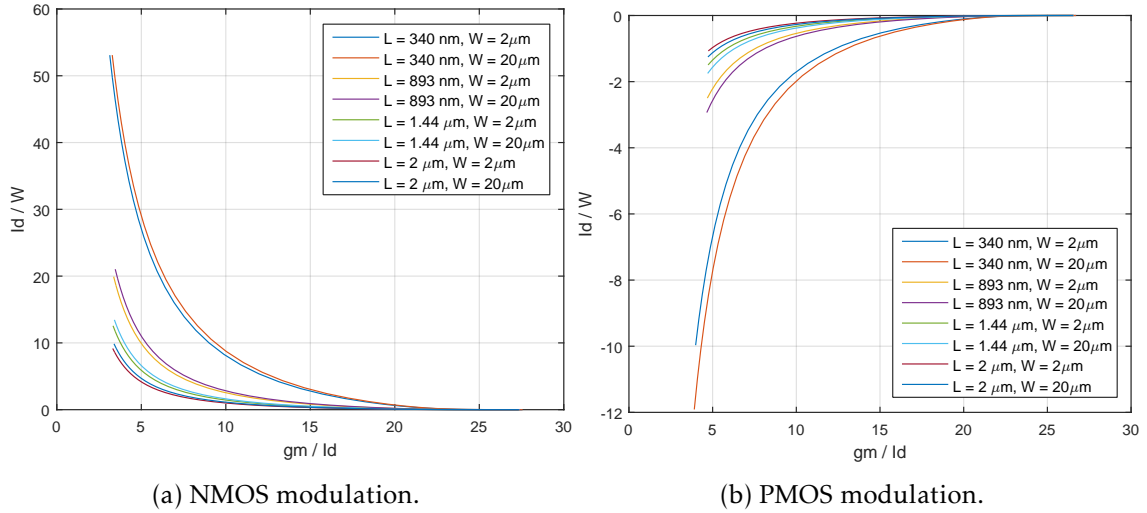 60
50
40
30
20
10
0
Id / W
0
5
10
15
20
25
30
gm / Id
L = 340 nm, W = 2μm
L = 340 nm, W = 20μm
L = 893 nm, W = 2μm
L = 893 nm, W = 20μm
L = 1.44 μm, W = 2μm
L = 1.44 μm, W = 20μm
L = 2 μm, W = 2μm
L = 2 μm, W = 20μm
(a) NMOS modulation.
0
-2
-4
-6
-8
-10
-12
Id / W
0
5
10
15
20
25
30
gm / Id
L = 340 nm, W = 2μm
L = 340 nm, W = 20μm
L = 893 nm, W = 2μm
L = 893 nm, W = 20μm
L = 1.44 μm, W = 2μm
L = 1.44 μm, W = 20μm
L = 2 μm, W = 2μm
L = 2 μm, W = 20μm
(b) PMOS modulation.